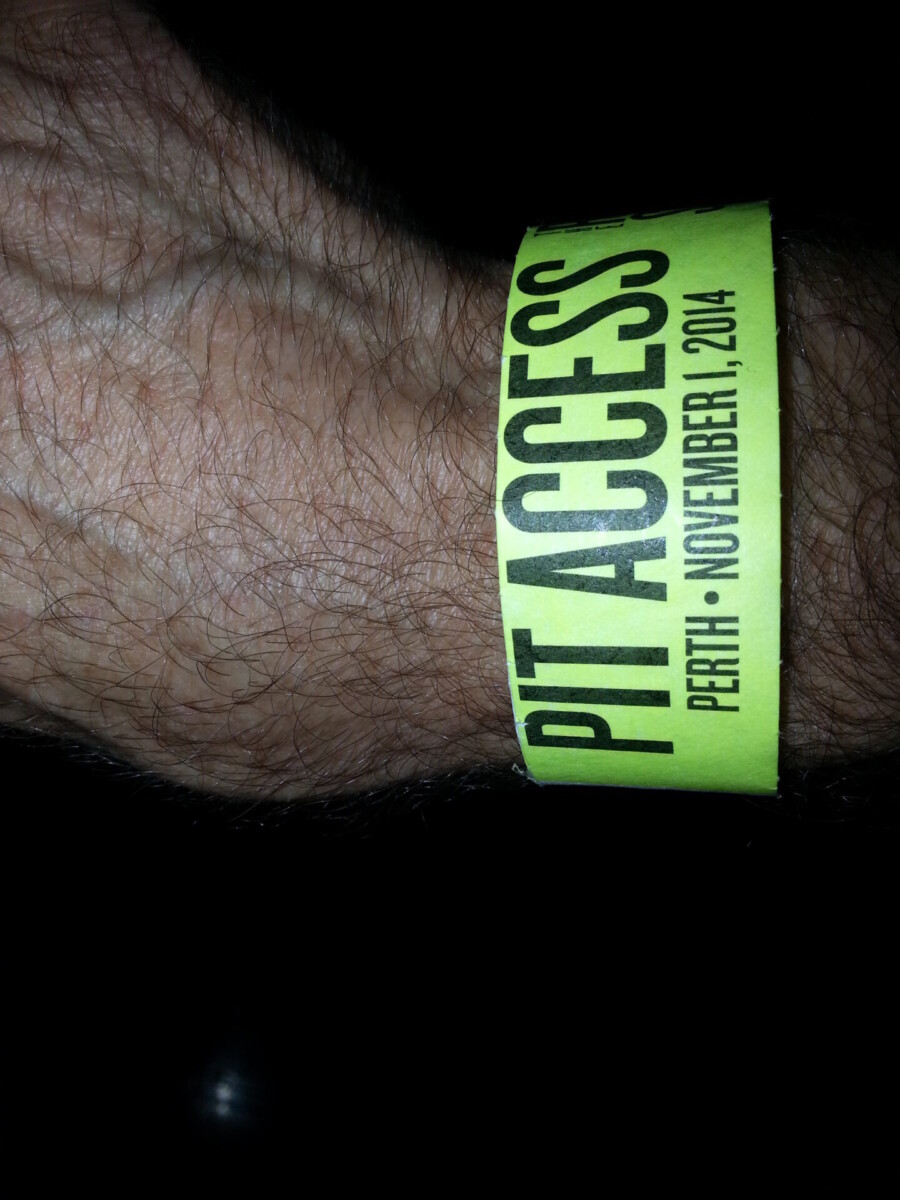 PIT ACCESS
PERTH • NOVEMBER 1, 2014